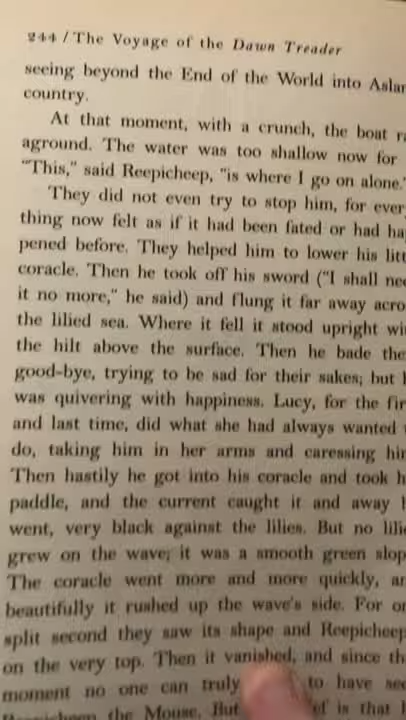 244 / The Voyage of the Dawn Treader
seeing beyond the End of the World into Aslan
country.
At that moment, with a crunch, the boat r
aground. The water was too shallow now for
"This," said Reepicheep, "is where I go on alone."
They did not even try to stop him, for ever
thing now felt as if it had been fated or had ha
pened before. They helped him to lower his litt
coracle. Then he took off his sword ("I shall nee
it no more," he said) and flung it far away acro
the lilied sea. Where it fell it stood upright wi
the hilt above the surface. Then he bade the
good-bye, trying to be sad for their sakes; but h
was quivering with happiness. Lucy, for the fir
and last time, did what she had always wanted
do, taking him in her arms and caressing hi
Then hastily he got into his coracle and took h
paddle, and the current caught it and away h
went, very black against the lilies. But no lili
grew on the wave; it was a smooth green slop
The coracle went more and more quickly, an
beautifully it rushed up the wave's side. For on
split second they saw its shape and Reepicheep
on the very top. Then it vanished, and since th
moment no one can truly to have see
the Mouse. But ef is that h